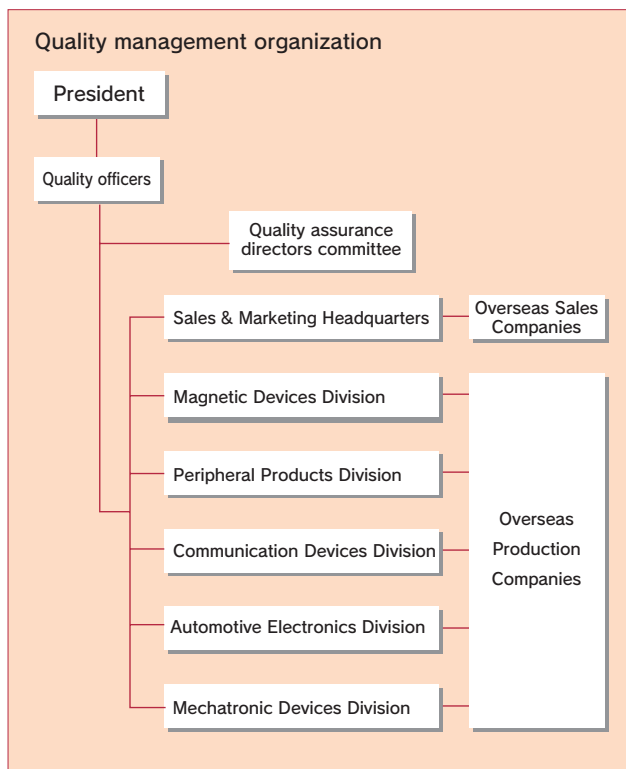 Quality management organization
President
Quality officers
Quality assurance
directors committee
Sales & Marketing Headquarters
Overseas Sales
Companies
Magnetic Devices Division
Peripheral Products Division
Communication Devices Division
Automotive Electronics Division
Mechatronic Devices Division
Overseas
Production
Companies